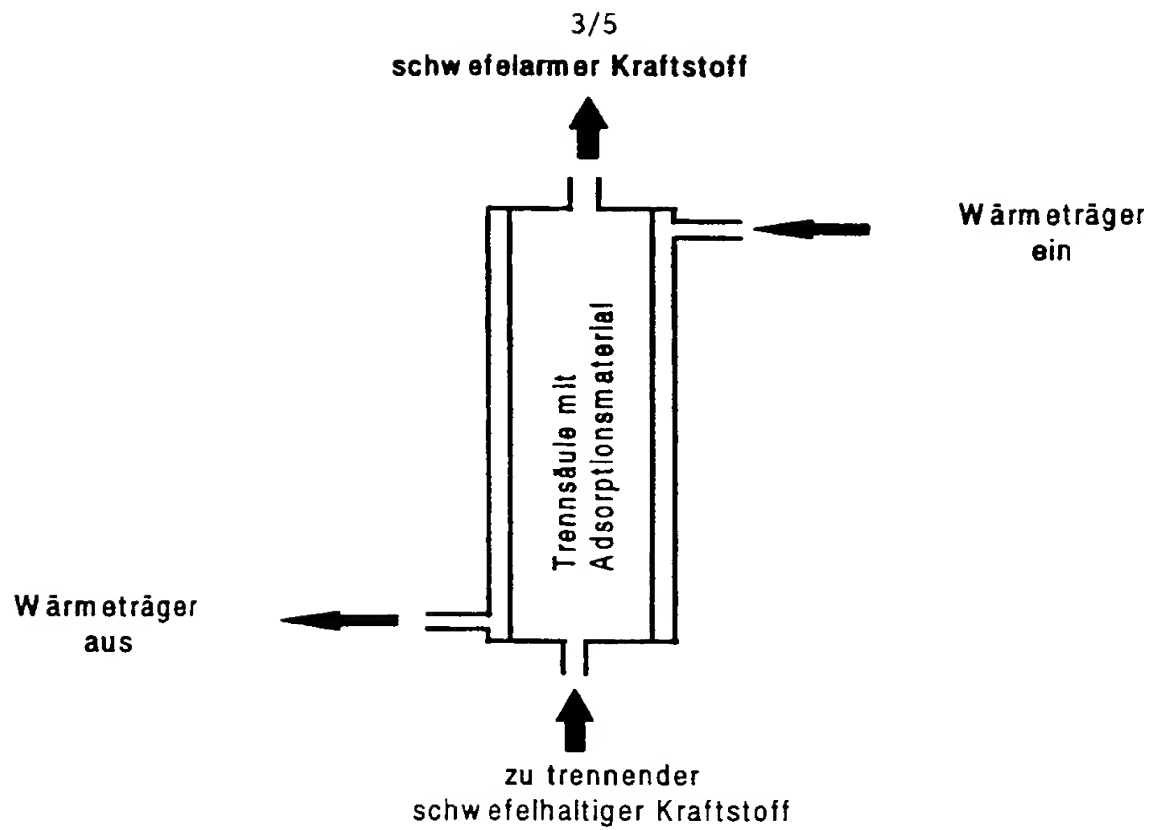 3/5
schwefelarmer Kraftstoff
Wärmeträger
ein
Trennsäule mit
Adsorptionsmaterial
Wärmeträger
aus
zu trennender
schwefelhaltiger Kraftstoff